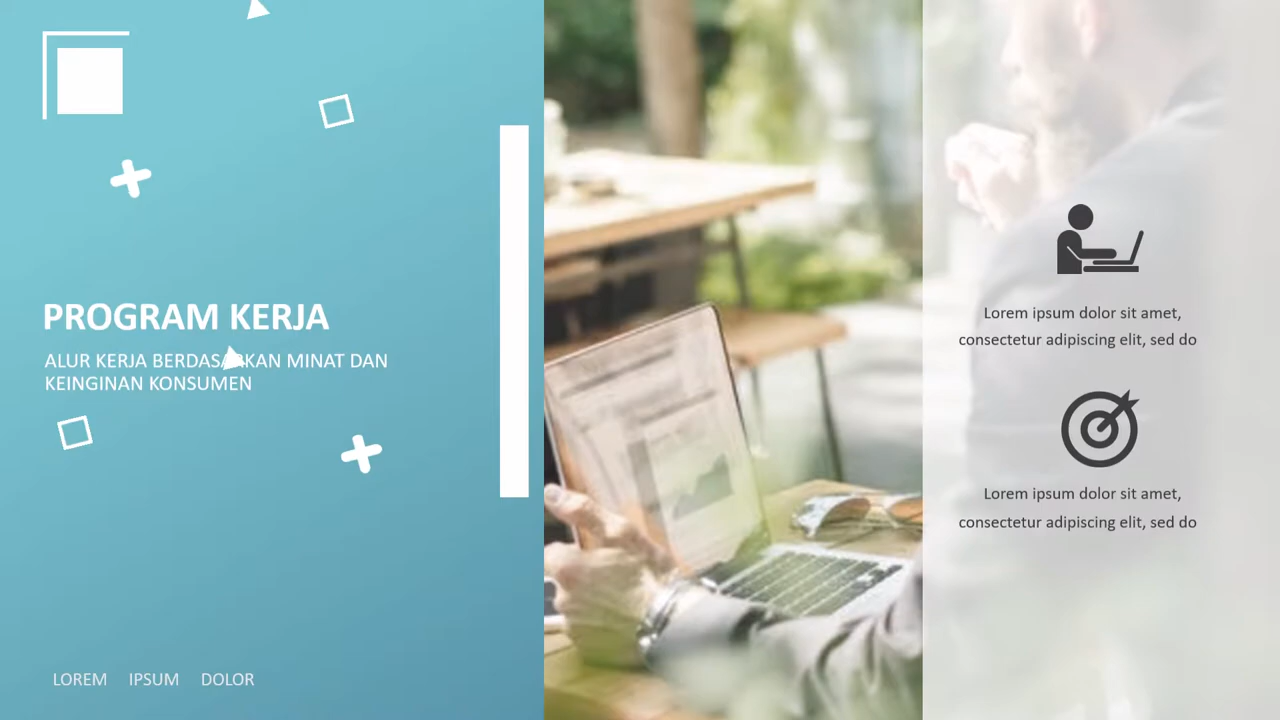 PROGRAM KERJA
ALUR KERJA BERDASARKAN MINAT DAN
KEINGINAN KONSUMEN
LOREM IPSUM DOLOR
Lorem ipsum dolor sit amet,
consectetur adipiscing elit, sed do
Lorem ipsum dolor sit amet,
consectetur adipiscing elit, sed do